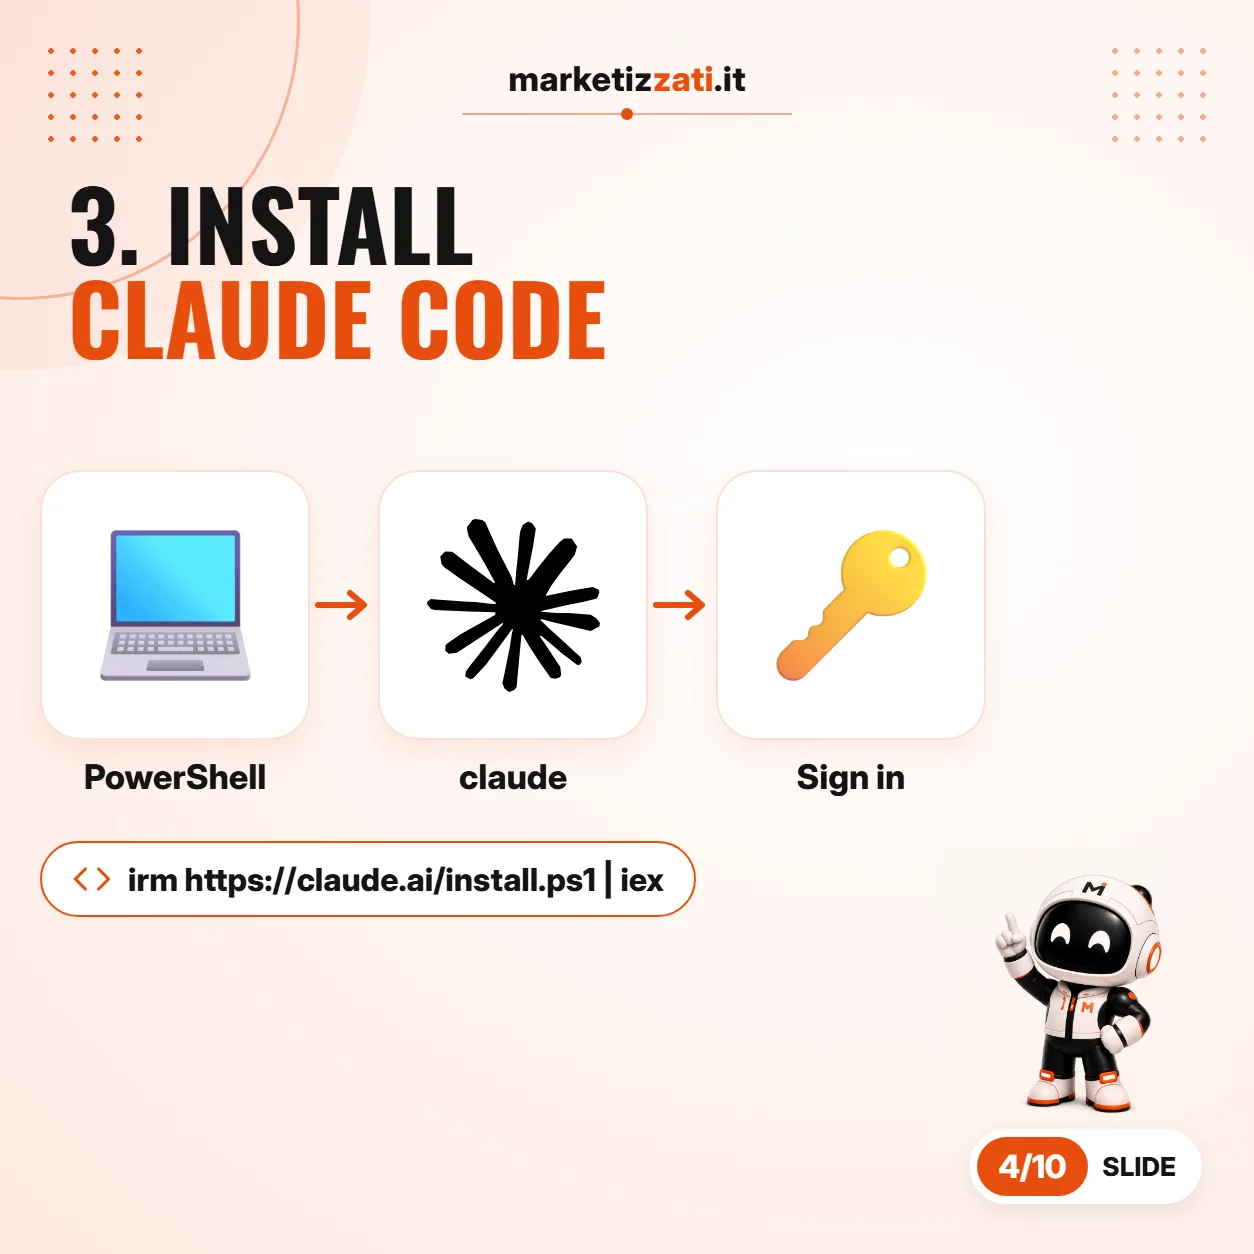 marketizzati.it
3. INSTALL
CLAUDE CODE
PowerShell
claude
Sign in
<> irm https://claude.ai/install.ps1 | iex
M
M
4/10 SLIDE